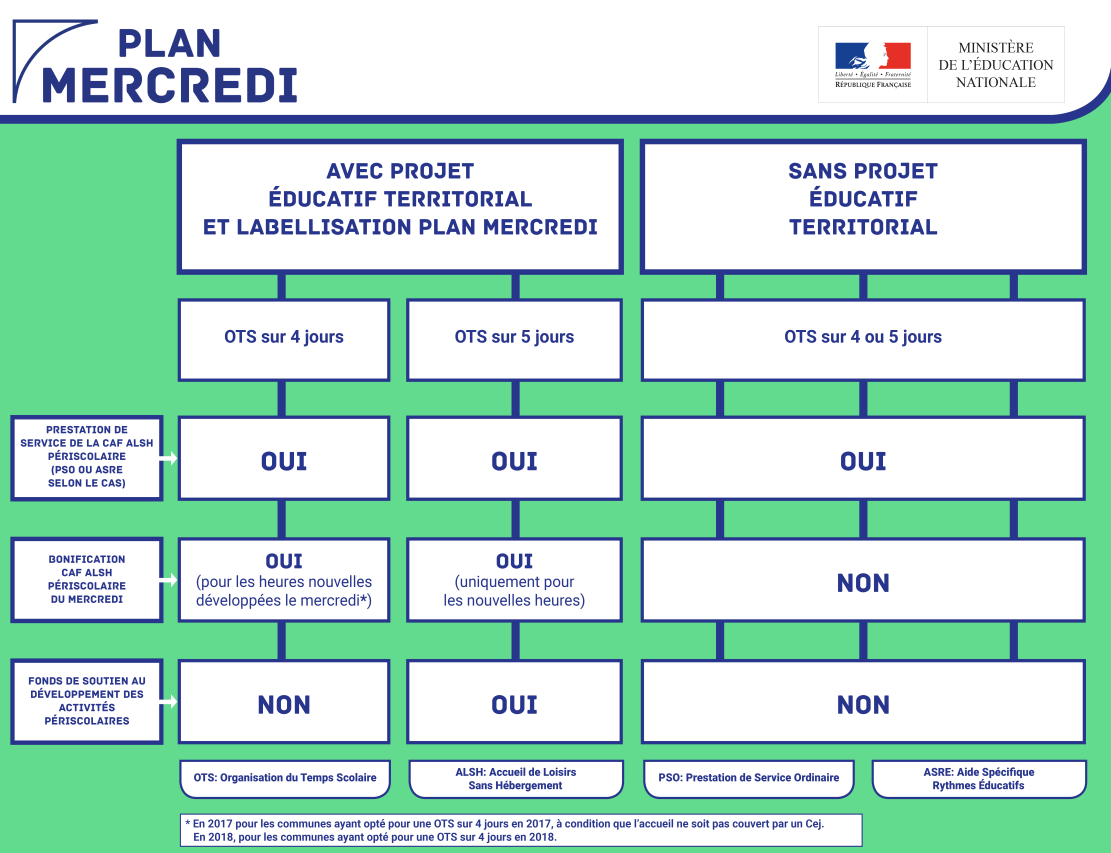 PLAN
MERCREDI
Liberté • Égalité • Fraternité
RÉPUBLIQUE FRANÇAISE
MINISTÈRE
DE L'ÉDUCATION
NATIONALE
AVEC PROJET
ÉDUCATIF TERRITORIAL
ET LABELLISATION PLAN MERCREDI
SANS PROJET
ÉDUCATIF
TERRITORIAL
OTS sur 4 jours
OTS sur 5 jours
OTS sur 4 ou 5 jours
PRESTATION DE
SERVICE DE LA CAF ALSH
PÉRISCOLAIRE
(PSO OU ASRE
SELON LE CAS)
OUI
OUI
OUI
BONIFICATION
CAF ALSH
PÉRISCOLAIRE
DU MERCREDI
OUI
(pour les heures nouvelles
développées le mercredi*)
OUI
(uniquement pour
les nouvelles heures)
NON
FONDS DE SOUTIEN AU
DÉVELOPPEMENT DES
ACTIVITÉS
PÉRISCOLAIRES
NON
OUI
NON
OTS: Organisation du Temps Scolaire
ALSH: Accueil de Loisirs
Sans Hébergement
PSO: Prestation de Service Ordinaire
ASRE: Aide Spécifique
Rythmes Éducatifs
* En 2017 pour les communes ayant opté pour une OTS sur 4 jours en 2017, à condition que l'accueil ne soit pas couvert par un Cej.
En 2018, pour les communes ayant opté pour une OTS sur 4 jours en 2018.